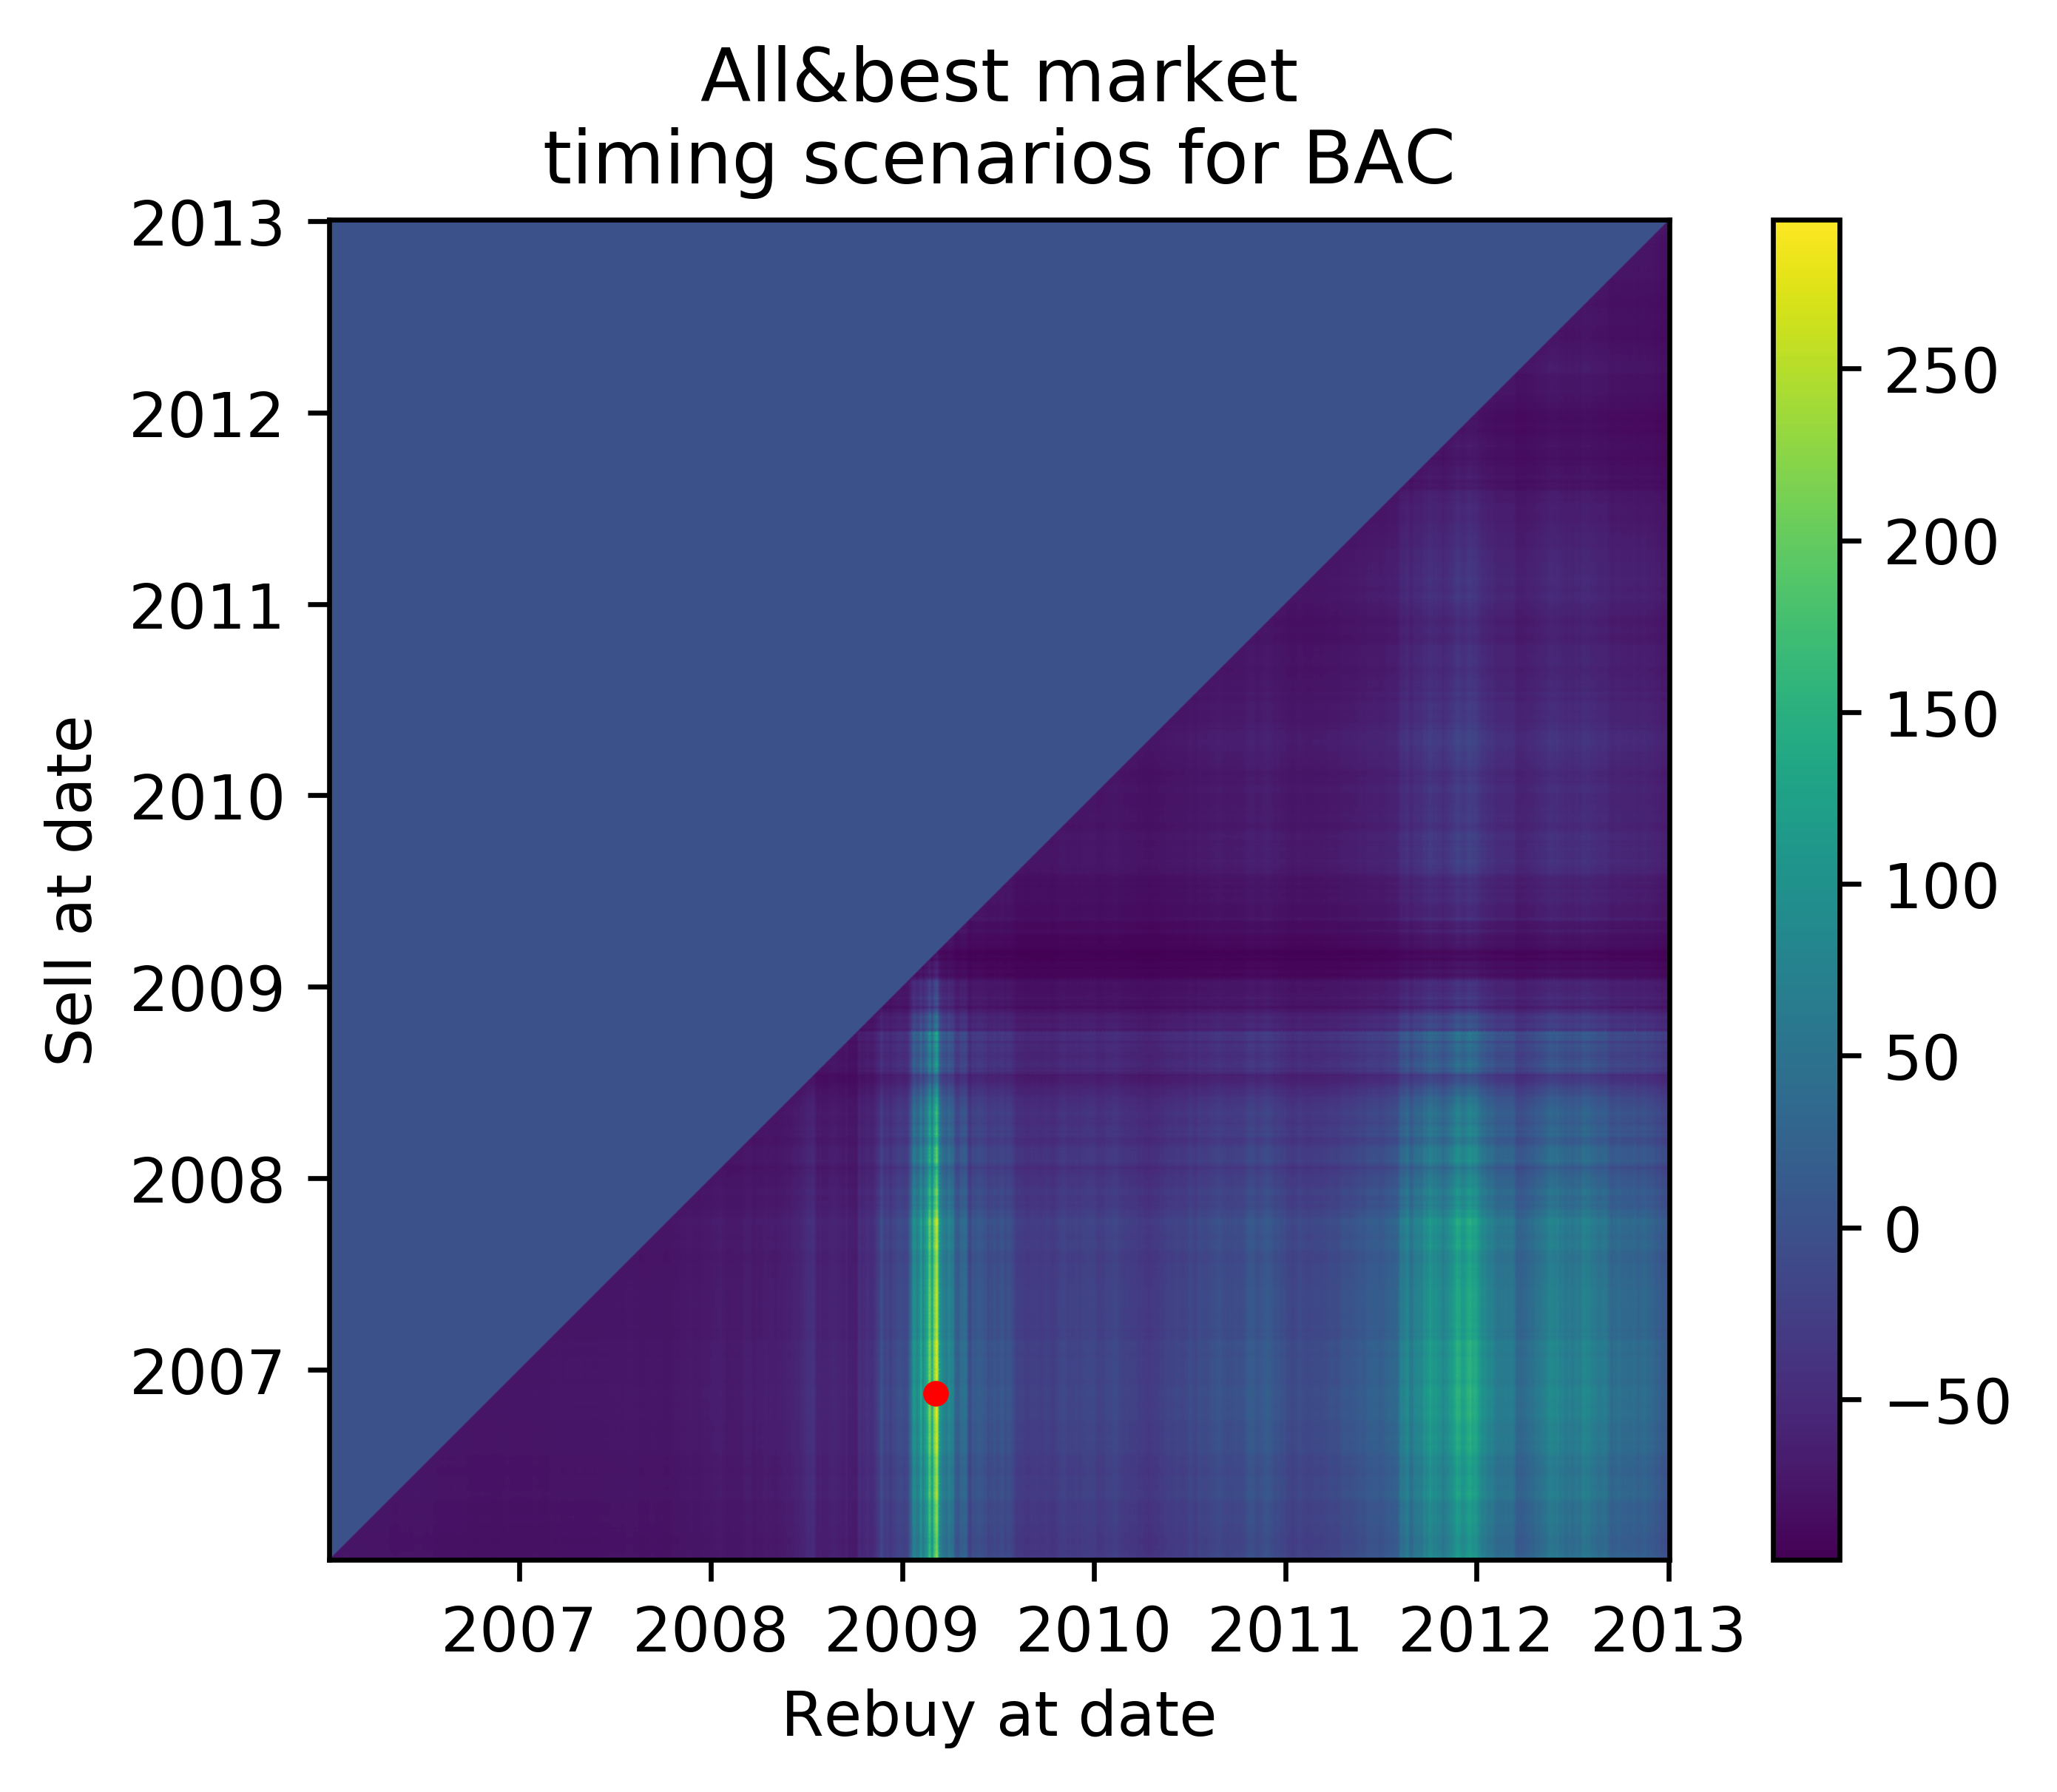 All&best market
timing scenarios for BAC
Sell at date
2013
2012
2011
2010
2009
2008
2007
2007 2008 2009 2010 2011 2012 2013
Rebuy at date
250
200
150
100
50
0
−50